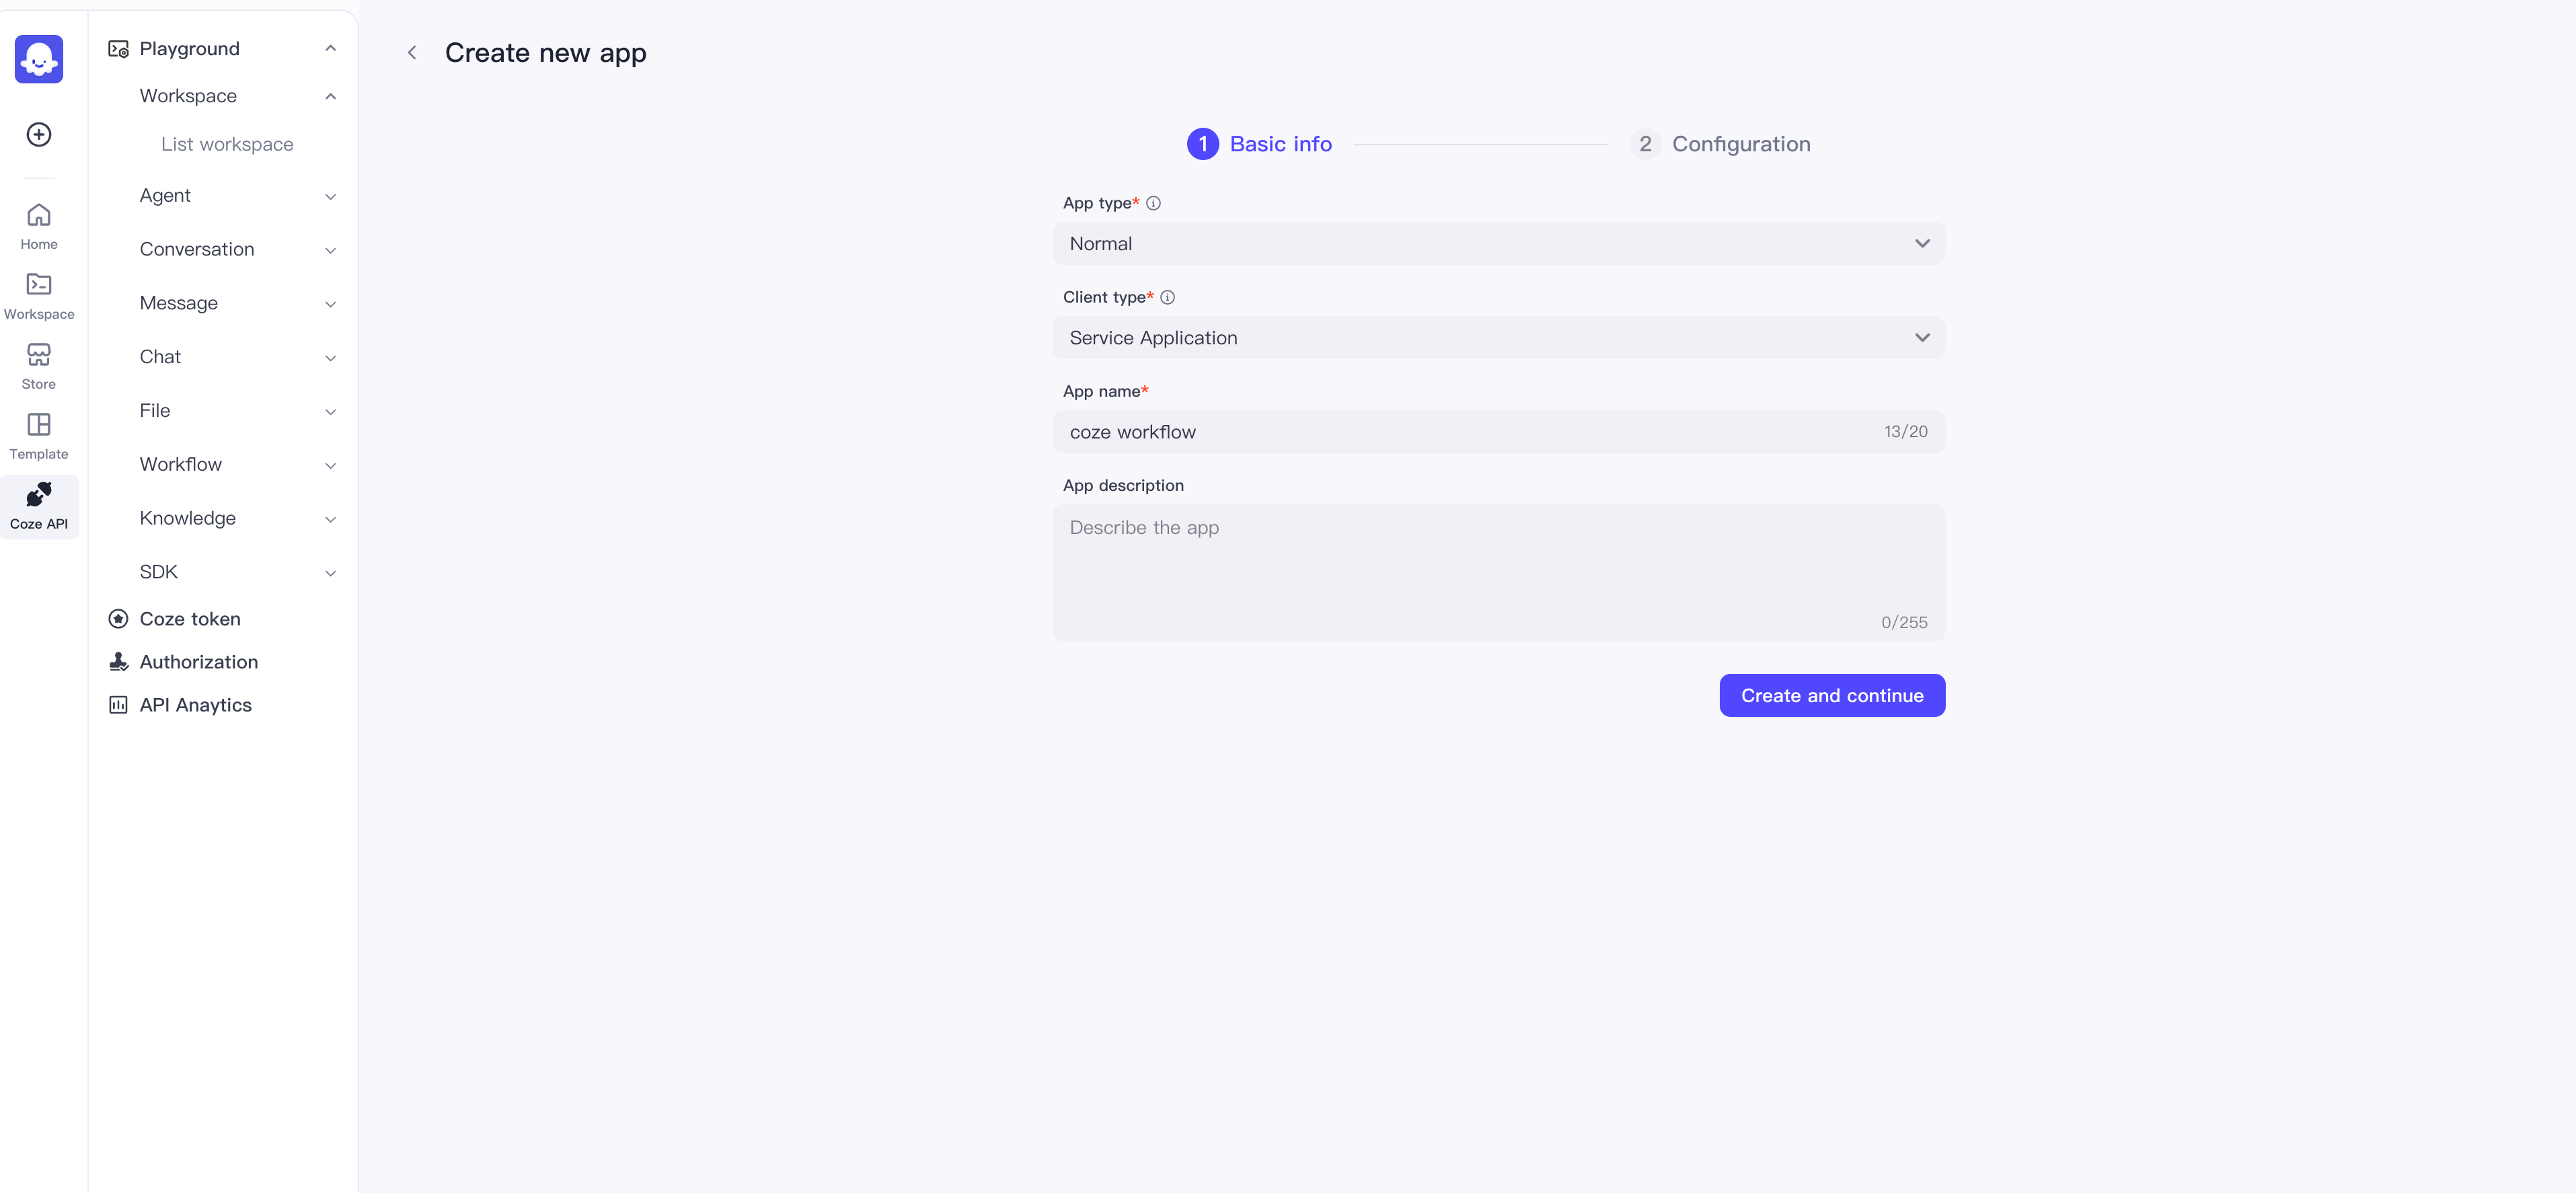 Home
Workspace
Store
Template
Coze API
Playground
Workspace
List workspace
Agent
Conversation
Message
Chat
File
Workflow
Knowledge
SDK
Coze token
Authorization
API Anaytics
Create new app
1 Basic info
2 Configuration
App type*
Normal
Client type*
Service Application
App name*
coze workflow 13/20
App description
Describe the app
0/255
Create and continue